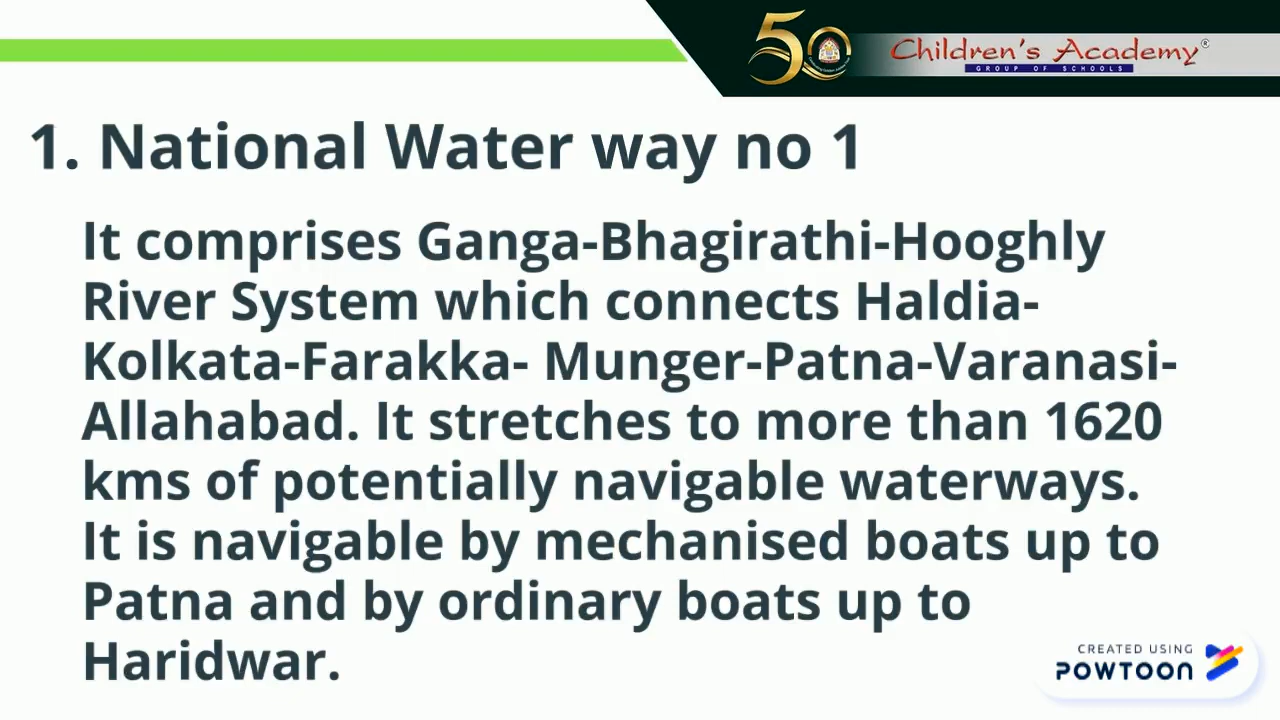 50
Children's Academy®
GROUP OF SCHOOLS
1. National Water way no 1
It comprises Ganga-Bhagirathi-Hooghly
River System which connects Haldia-
Kolkata-Farakka- Munger-Patna-Varanasi-
Allahabad. It stretches to more than 1620
kms of potentially navigable waterways.
It is navigable by mechanised boats up to
Patna and by ordinary boats up to
Haridwar.
CREATED USING
POWTOON